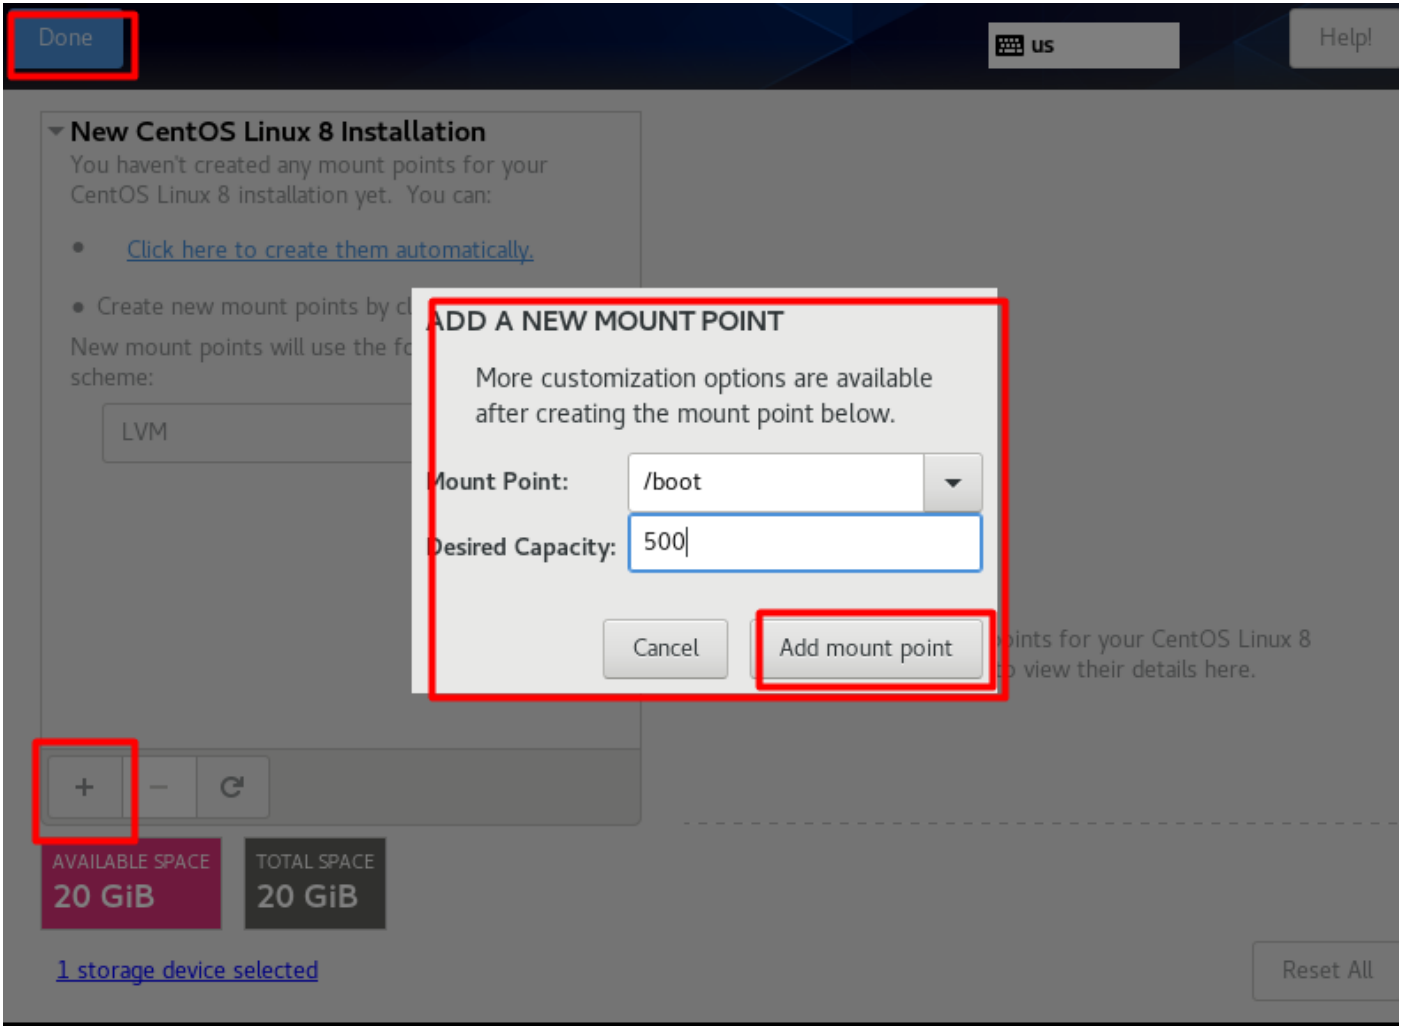 Done
us
Help!
New CentOS Linux 8 Installation
You haven't created any mount points for your
CentOS Linux 8 installation yet.  You can:
• Click here to create them automatically.
• Create new mount points by cl
New mount points will use the fo
scheme:
LVM
ADD A NEW MOUNT POINT
More customization options are available
after creating the mount point below.
Mount Point:
/boot
Desired Capacity:
500
Cancel
Add mount point
oints for your CentOS Linux 8
to view their details here.
+
−
AVAILABLE SPACE
20 GiB
TOTAL SPACE
20 GiB
1 storage device selected
Reset All